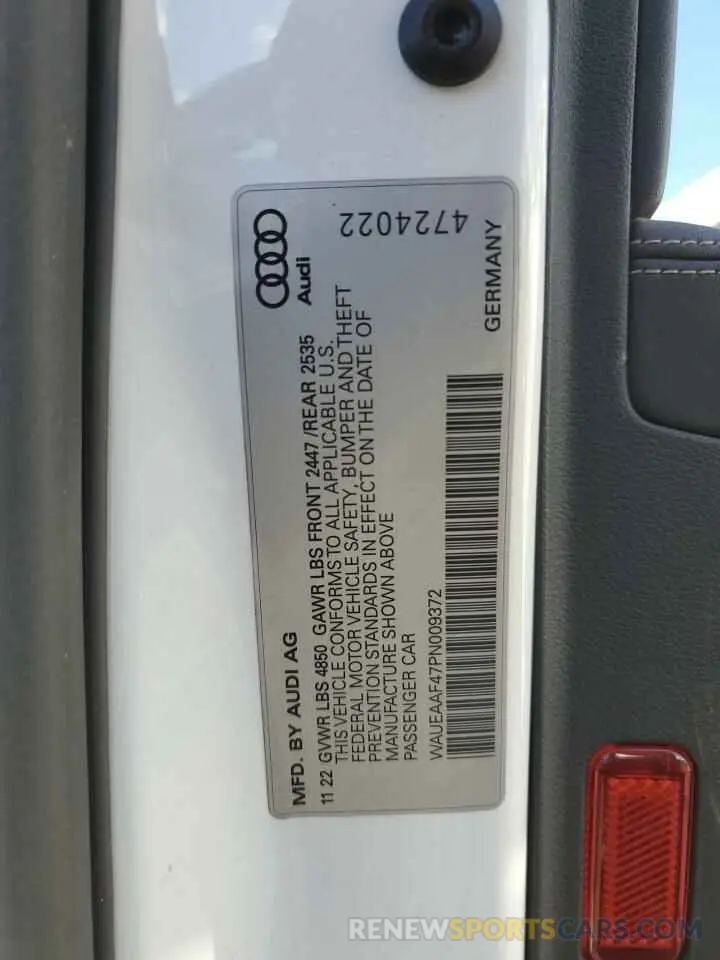 Audi
4724022
MFD. BY AUDI AG
11 22 GVWR LBS 4850 GAWR LBS FRONT 2447 /REAR 2535
THIS VEHICLE CONFORMS TO ALL APPLICABLE U.S.
FEDERAL MOTOR VEHICLE SAFETY, BUMPER AND THEFT
PREVENTION STANDARDS IN EFFECT ON THE DATE OF
MANUFACTURE SHOWN ABOVE
PASSENGER CAR
WAUEAAF47PN009372
GERMANY
RENEWSPORTSCARS.COM